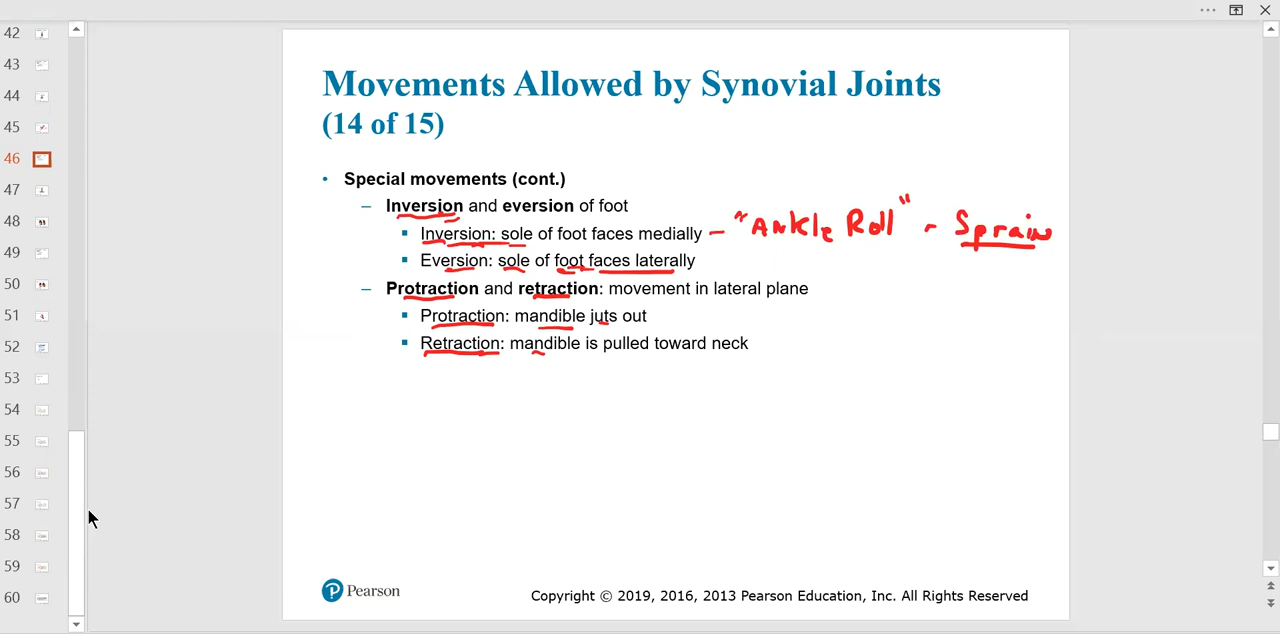 42
43
44
45
46
47
48
49
50
51
52
53
54
55
56
57
58
59
60
Movements Allowed by Synovial Joints
(14 of 15)
• Special movements (cont.)
– Inversion and eversion of foot
▪ Inversion: sole of foot faces medially – "Ankle Roll" - Sprain
▪ Eversion: sole of foot faces laterally
– Protraction and retraction: movement in lateral plane
▪ Protraction: mandible juts out
▪ Retraction: mandible is pulled toward neck
P Pearson
Copyright © 2019, 2016, 2013 Pearson Education, Inc. All Rights Reserved